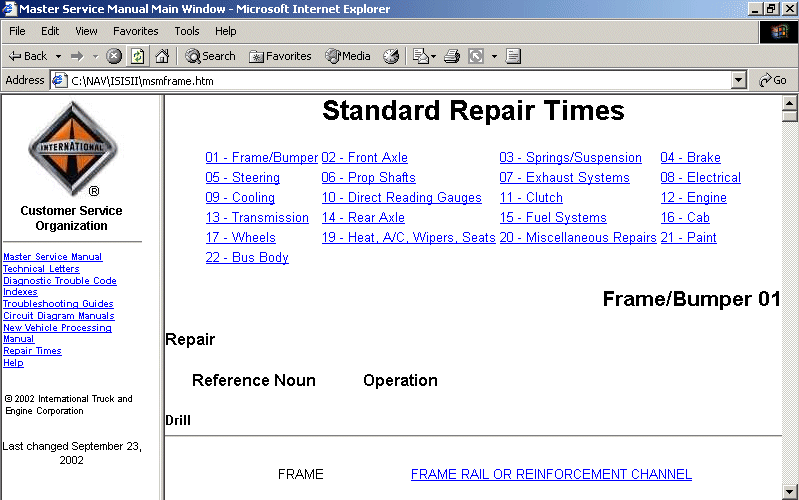 Master Service Manual Main Window - Microsoft Internet Explorer
File Edit View Favorites Tools Help
Back Search Favorites Media
Address C:\NAV\ISISII\msmframe.htm Go
INTERNATIONAL
®
Customer Service
Organization
Master Service Manual
Technical Letters
Diagnostic Trouble Code
Indexes
Troubleshooting Guides
Circuit Diagram Manuals
New Vehicle Processing
Manual
Repair Times
Help
© 2002 International Truck and
Engine Corporation
Last changed September 23,
2002
Standard Repair Times
01 - Frame/Bumper 02 - Front Axle 03 - Springs/Suspension 04 - Brake
05 - Steering 06 - Prop Shafts 07 - Exhaust Systems 08 - Electrical
09 - Cooling 10 - Direct Reading Gauges 11 - Clutch 12 - Engine
13 - Transmission 14 - Rear Axle 15 - Fuel Systems 16 - Cab
17 - Wheels 19 - Heat, A/C, Wipers, Seats 20 - Miscellaneous Repairs 21 - Paint
22 - Bus Body
Frame/Bumper 01
Repair
Reference Noun Operation
Drill
FRAME FRAME RAIL OR REINFORCEMENT CHANNEL